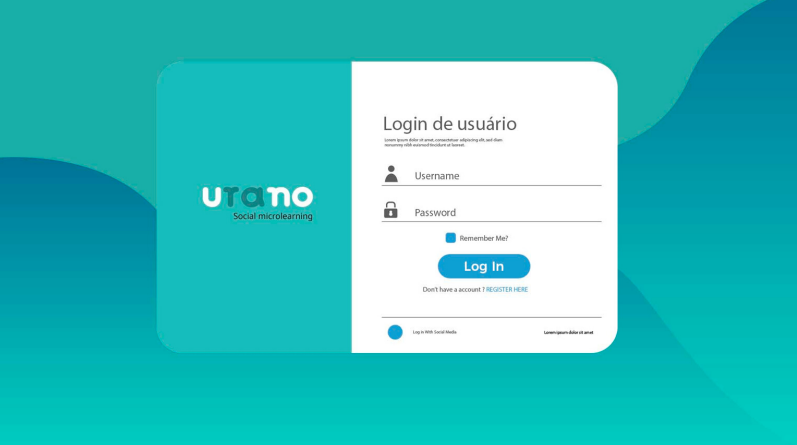 urano
Social microlearning
Login de usuário
Lorem ipsum dolor sit amet, consectetuer adipiscing elit, sed diam
nonummy nibh euismod tincidunt ut laoreet.
Username
Password
Remember Me?
Log In
Don't have a account ? REGISTER HERE
Log is With Social Media
Lorem ipsum dolor sit amet